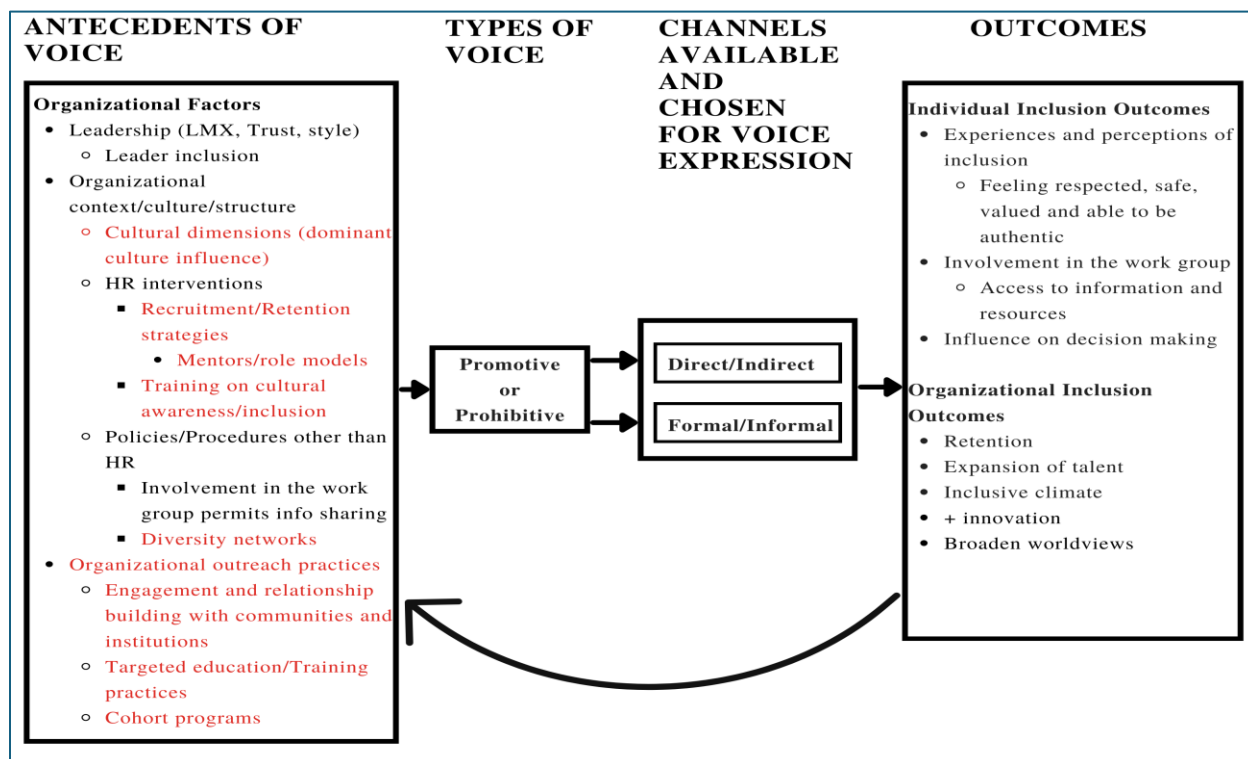 ANTECEDENTS OF
VOICE
TYPES OF
VOICE
CHANNELS
AVAILABLE
AND
CHOSEN
FOR VOICE
EXPRESSION
OUTCOMES
Organizational Factors
• Leadership (LMX, Trust, style)
○ Leader inclusion
• Organizational
context/culture/structure
○ Cultural dimensions (dominant
culture influence)
○ HR interventions
▪ Recruitment/Retention
strategies
• Mentors/role models
▪ Training on cultural
awareness/inclusion
○ Policies/Procedures other than
HR
▪ Involvement in the work
group permits info sharing
▪ Diversity networks
• Organizational outreach practices
○ Engagement and relationship
building with communities and
institutions
○ Targeted education/Training
practices
○ Cohort programs
Promotive
or
Prohibitive
Direct/Indirect
Formal/Informal
Individual Inclusion Outcomes
• Experiences and perceptions of
inclusion
○ Feeling respected, safe,
valued and able to be
authentic
• Involvement in the work group
○ Access to information and
resources
• Influence on decision making
Organizational Inclusion
Outcomes
• Retention
• Expansion of talent
• Inclusive climate
• + innovation
• Broaden worldviews